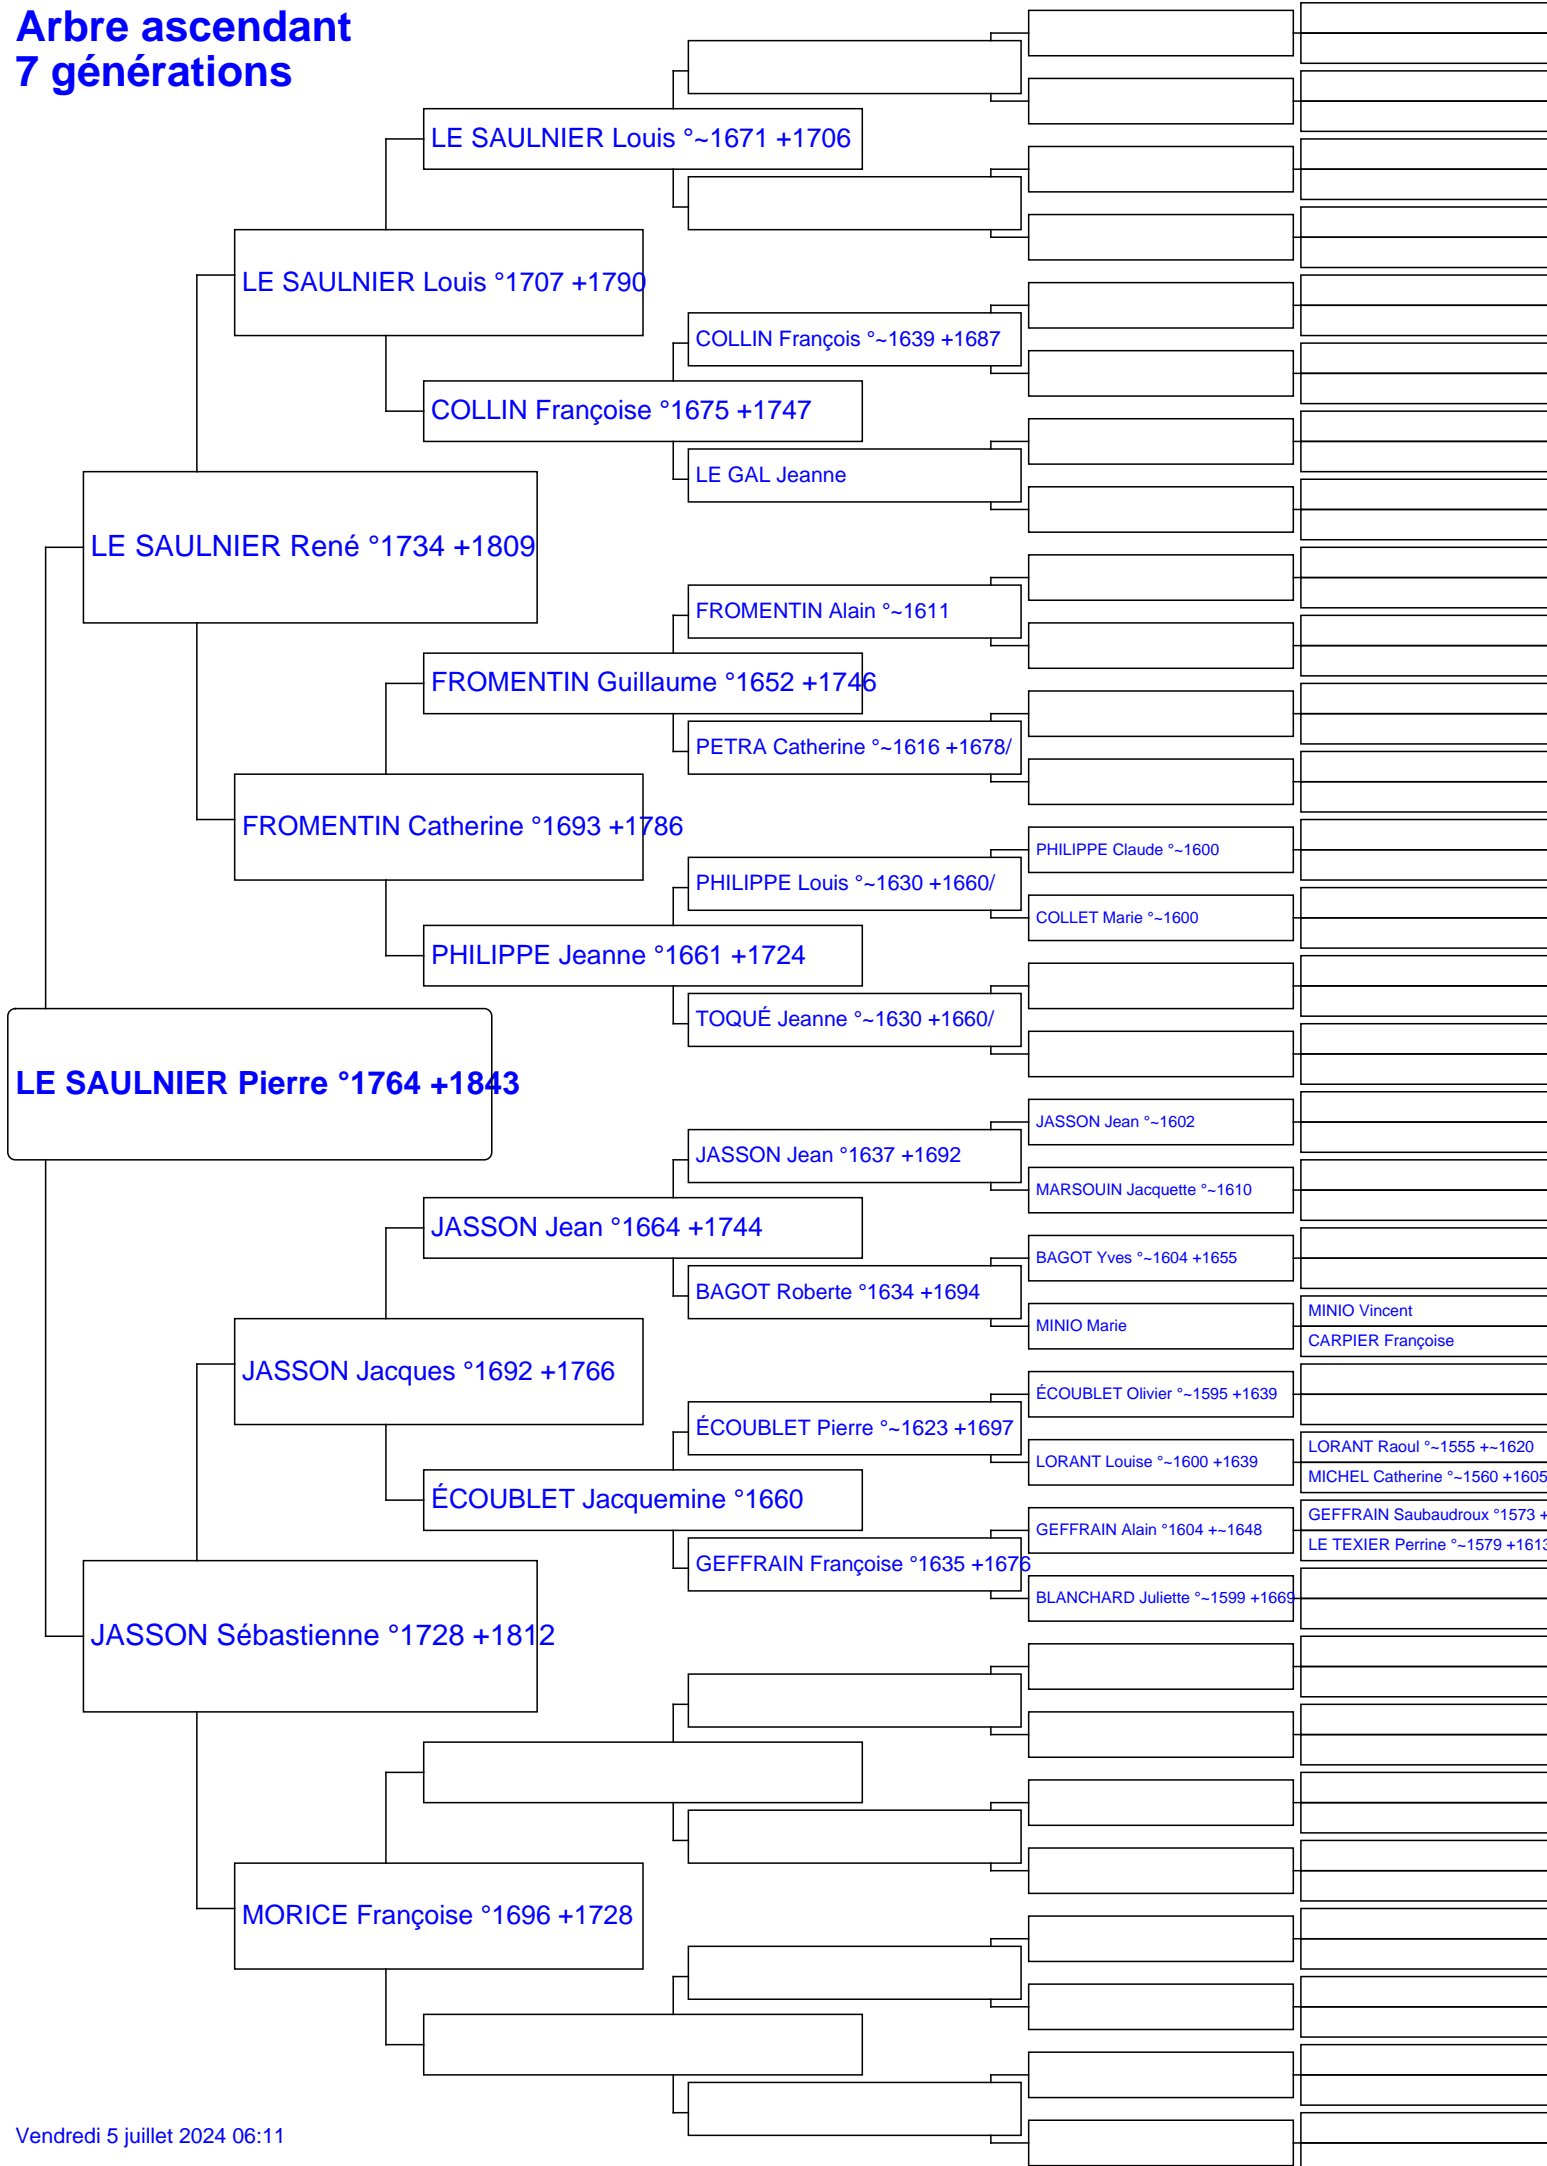 Arbre ascendant
7 générations
LE SAULNIER Louis °~1671 +1706
LE SAULNIER Louis °1707 +1790
COLLIN François °~1639 +1687
COLLIN Françoise °1675 +1747
LE GAL Jeanne
LE SAULNIER René °1734 +1809
FROMENTIN Alain °~1611
FROMENTIN Guillaume °1652 +1746
PETRA Catherine °~1616 +1678/
FROMENTIN Catherine °1693 +1786
PHILIPPE Claude °~1600
PHILIPPE Louis °~1630 +1660/
COLLET Marie °~1600
PHILIPPE Jeanne °1661 +1724
TOQUÉ Jeanne °~1630 +1660/
LE SAULNIER Pierre °1764 +1843
JASSON Jean °~1602
JASSON Jean °1637 +1692
MARSOUIN Jacquette °~1610
JASSON Jean °1664 +1744
BAGOT Yves °~1604 +1655
BAGOT Roberte °1634 +1694
MINIO Vincent
MINIO Marie
CARPIER Françoise
JASSON Jacques °1692 +1766
ÉCOUBLET Olivier °~1595 +1639
ÉCOUBLET Pierre °~1623 +1697
LORANT Raoul °~1555 +~1620
LORANT Louise °~1600 +1639
MICHEL Catherine °~1560 +1605
ÉCOUBLET Jacquemine °1660
GEFFRAIN Saubaudroux °1573 +
GEFFRAIN Alain °1604 +~1648
LE TEXIER Perrine °~1579 +1613
GEFFRAIN Françoise °1635 +1676
BLANCHARD Juliette °~1599 +1669
JASSON Sébastienne °1728 +1812
MORICE Françoise °1696 +1728
Vendredi 5 juillet 2024 06:11